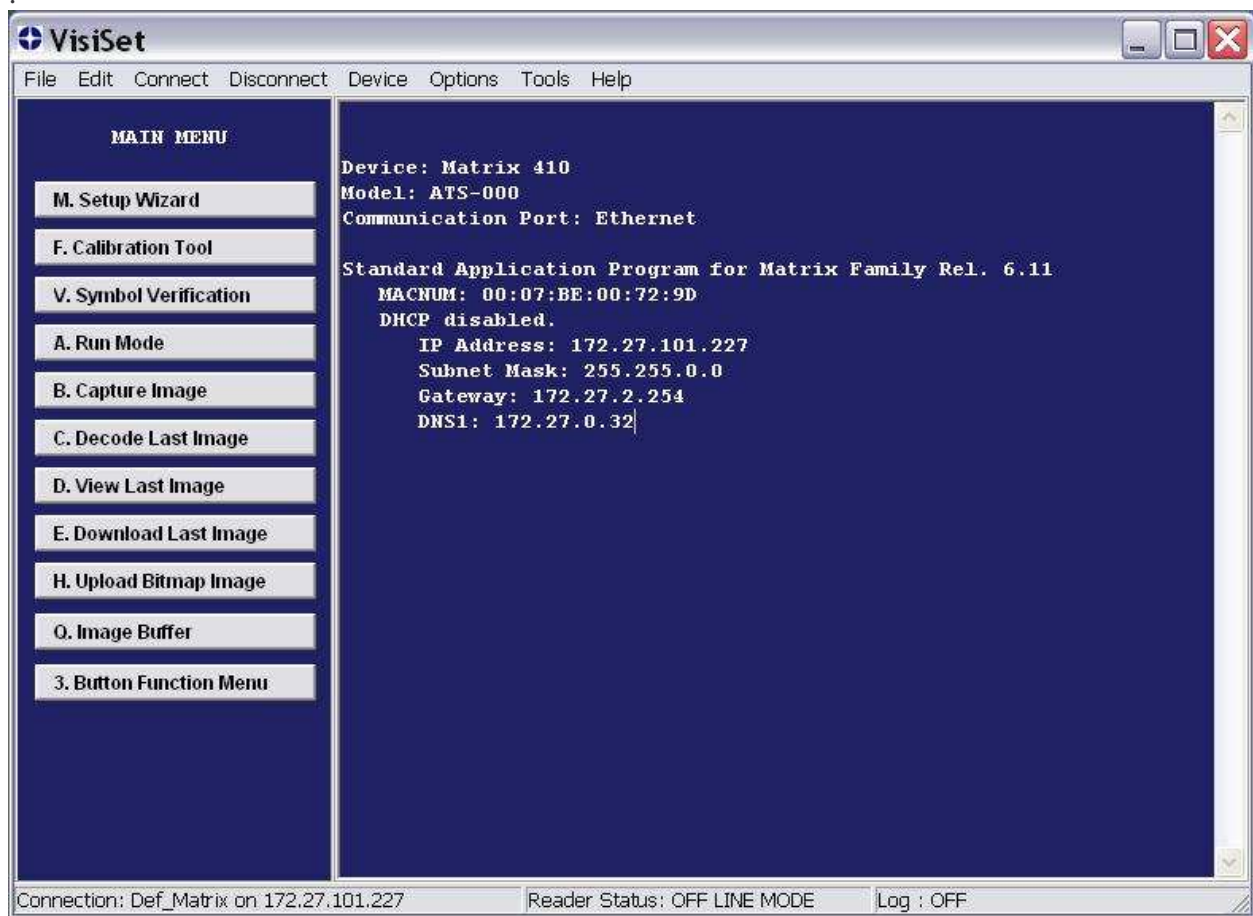 VisiSet
File Edit Connect Disconnect Device Options Tools Help
MAIN MENU
M. Setup Wizard
F. Calibration Tool
V. Symbol Verification
A. Run Mode
B. Capture Image
C. Decode Last Image
D. View Last Image
E. Download Last Image
H. Upload Bitmap Image
Q. Image Buffer
3. Button Function Menu
Device: Matrix 410
Model: ATS-000
Communication Port: Ethernet
Standard Application Program for Matrix Family Rel. 6.11
MACNUM: 00:07:BE:00:72:9D
DHCP disabled.
IP Address: 172.27.101.227
Subnet Mask: 255.255.0.0
Gateway: 172.27.2.254
DNS1: 172.27.0.32
Connection: Def_Matrix on 172.27.101.227 Reader Status: OFF LINE MODE Log : OFF